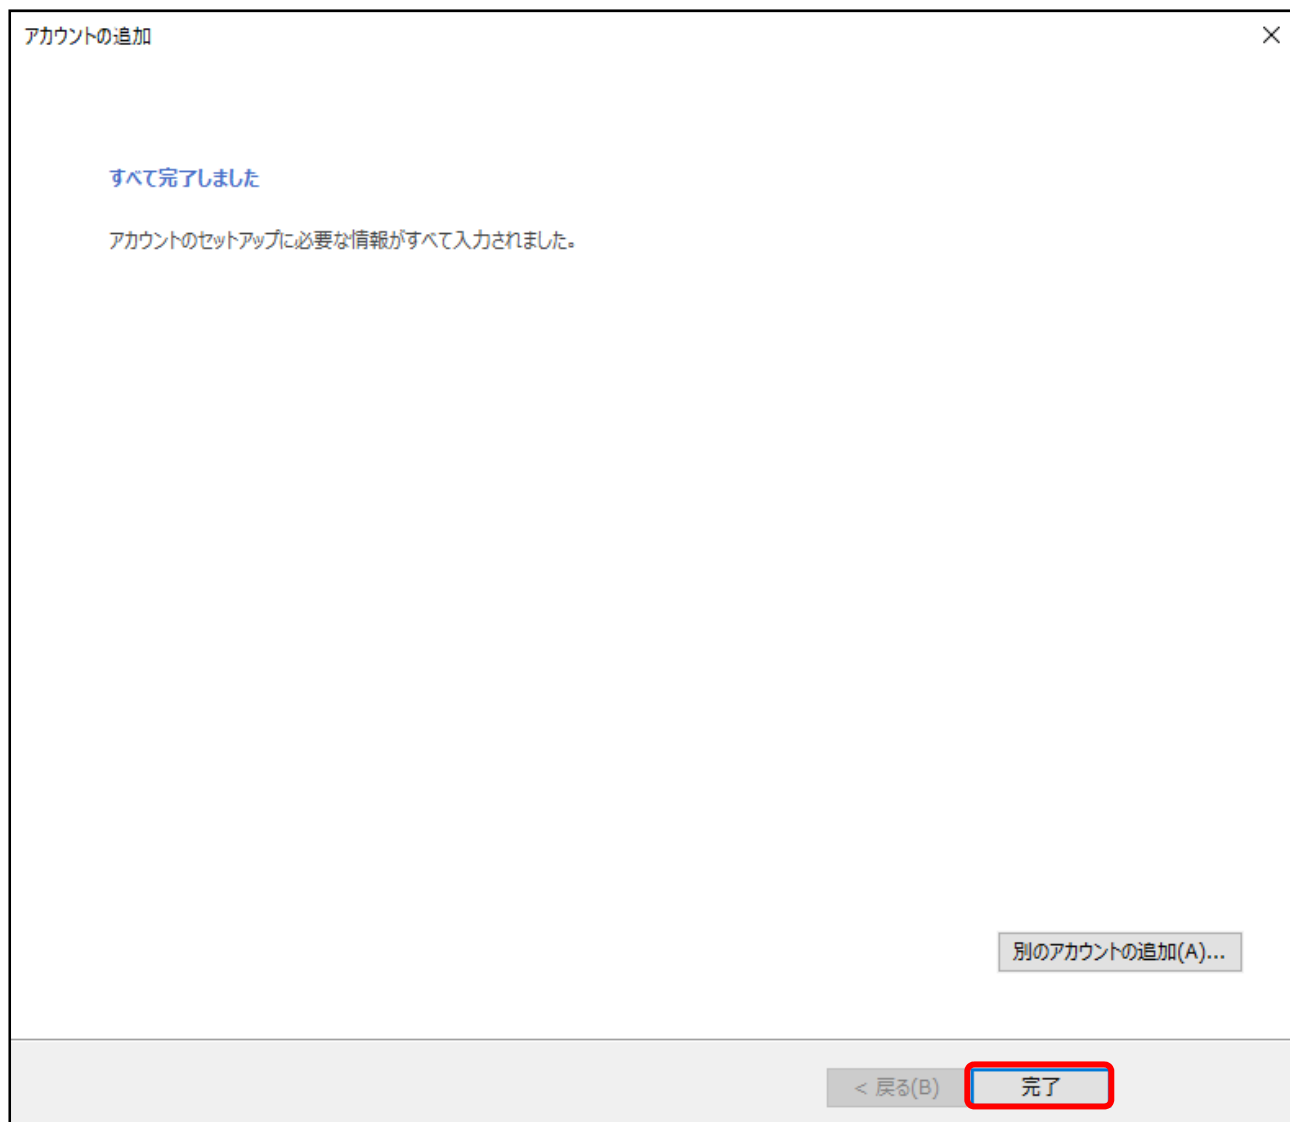 アカウントの追加
すべて完了しました
アカウントのセットアップに必要な情報がすべて入力されました。
別のアカウントの追加(A)...
< 戻る(B)
完了